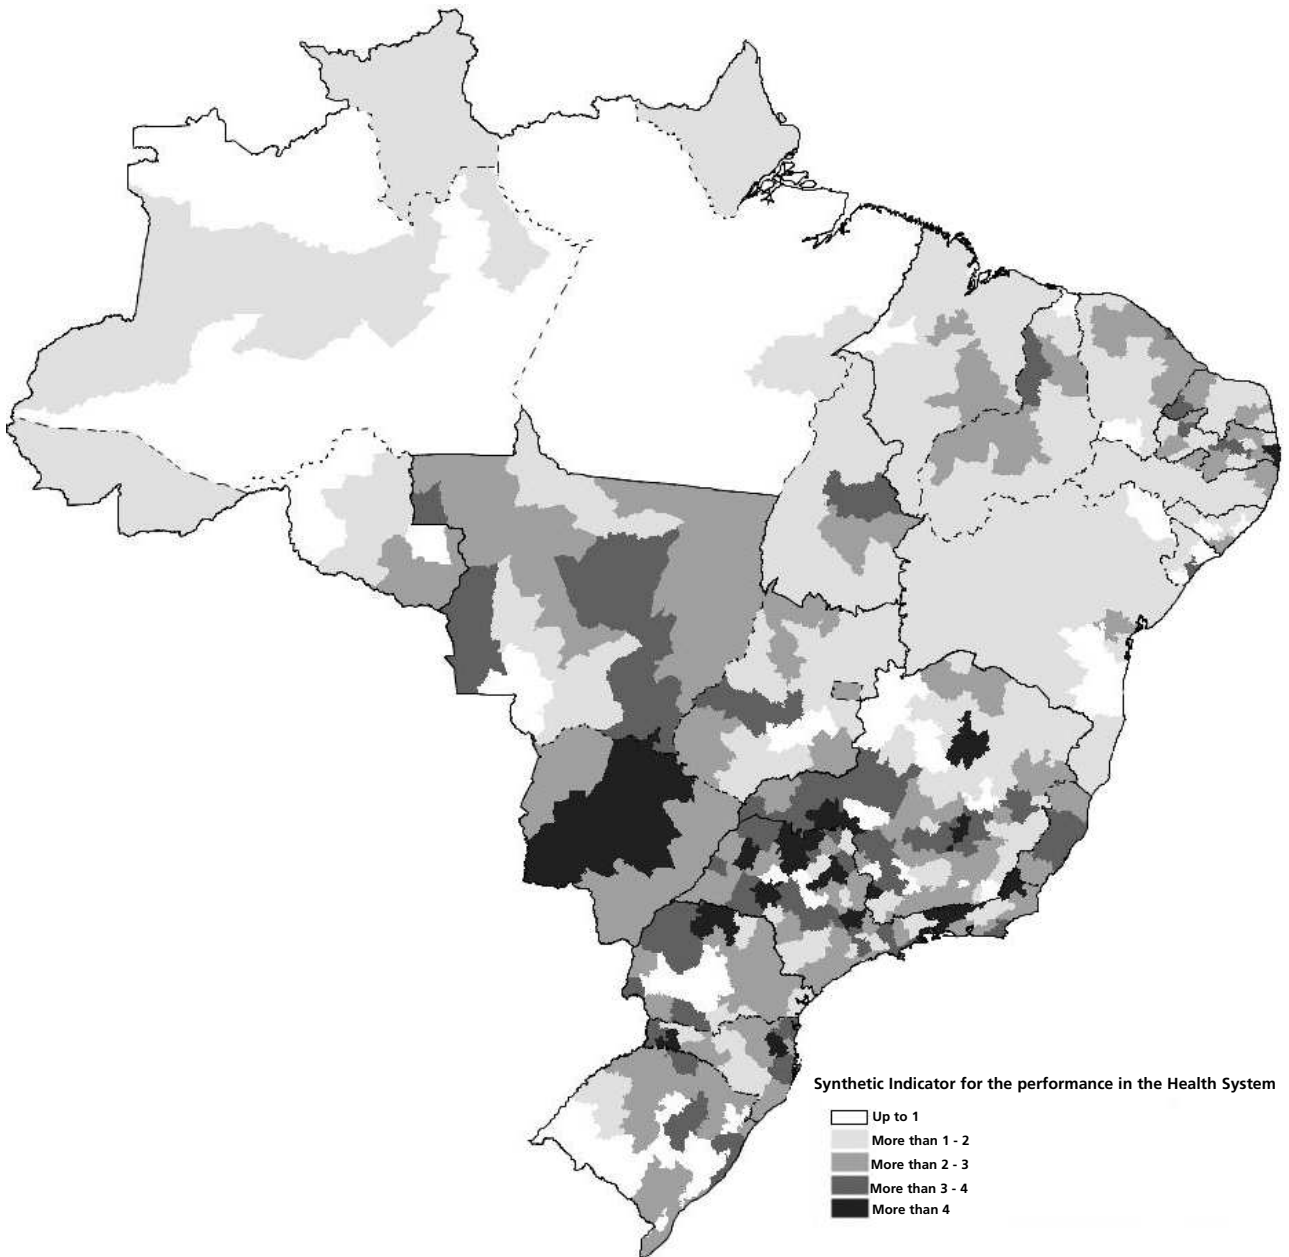 Synthetic Indicator for the performance in the Health System
Up to 1
More than 1 - 2
More than 2 - 3
More than 3 - 4
More than 4